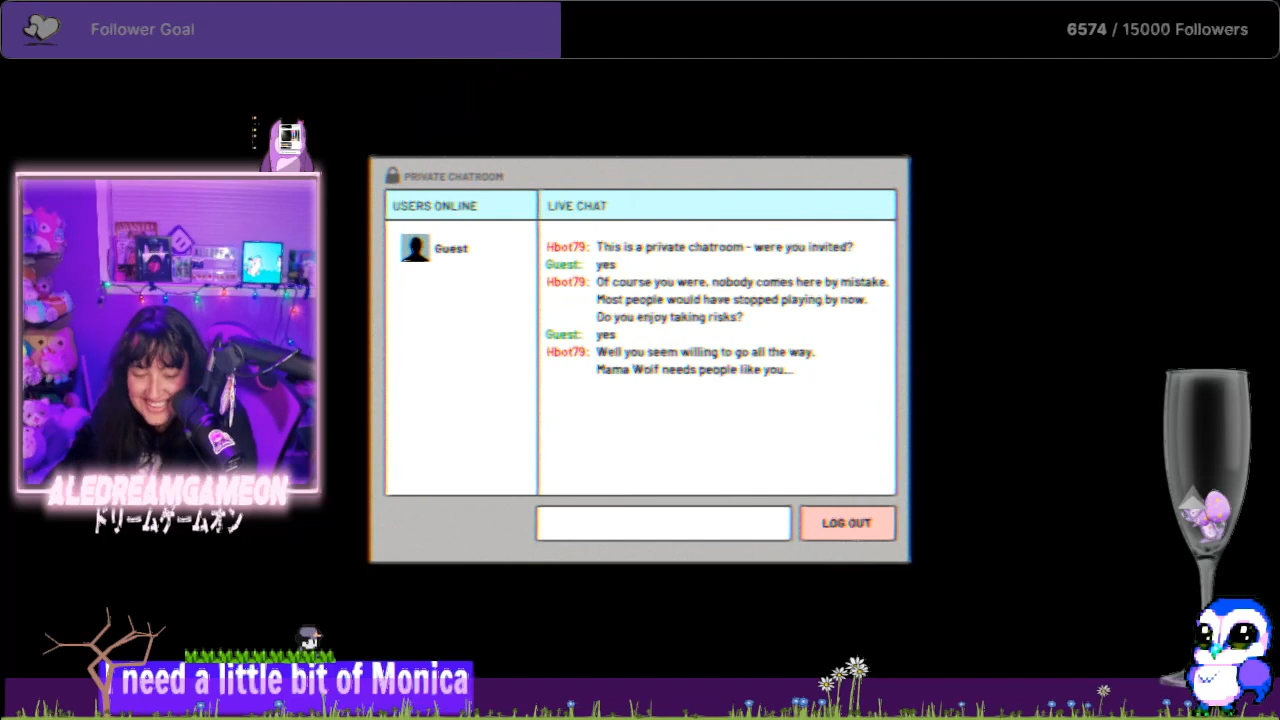 Follower Goal
6574 / 15000 Followers
PRIVATE CHATROOM
USERS ONLINE
LIVE CHAT
Guest
Hbot79: This is a private chatroom - were you invited?
Guest: yes
Hbot79: Of course you were, nobody comes here by mistake.
Most people would have stopped playing by now.
Do you enjoy taking risks?
Guest: yes
Hbot79: Well you seem willing to go all the way.
Mama Wolf needs people like you...
LOG OUT
ALEDREAMGAMEON
ドリームゲームオン
I need a little bit of Monica